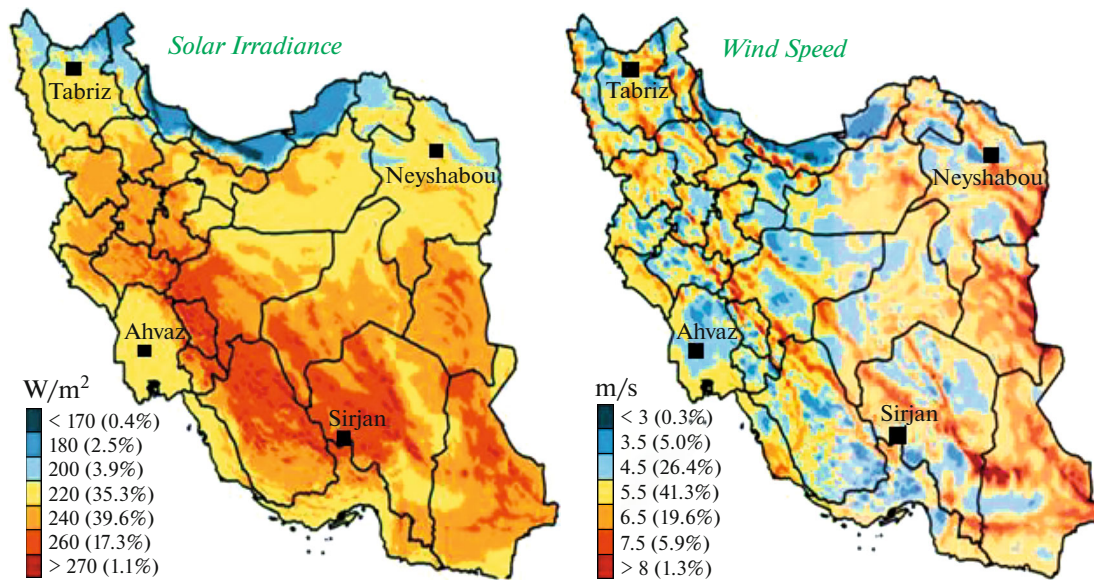 Solar Irradiance
Tabriz
Neyshabou
Ahvaz
Sirjan
W/m²
< 170 (0.4%)
180 (2.5%)
200 (3.9%)
220 (35.3%)
240 (39.6%)
260 (17.3%)
> 270 (1.1%)
Wind Speed
Tabriz
Neyshabou
Ahvaz
Sirjan
m/s
< 3 (0.3‰)
3.5 (5.0%)
4.5 (26.4%)
5.5 (41.3%)
6.5 (19.6%)
7.5 (5.9%)
> 8 (1.3%)